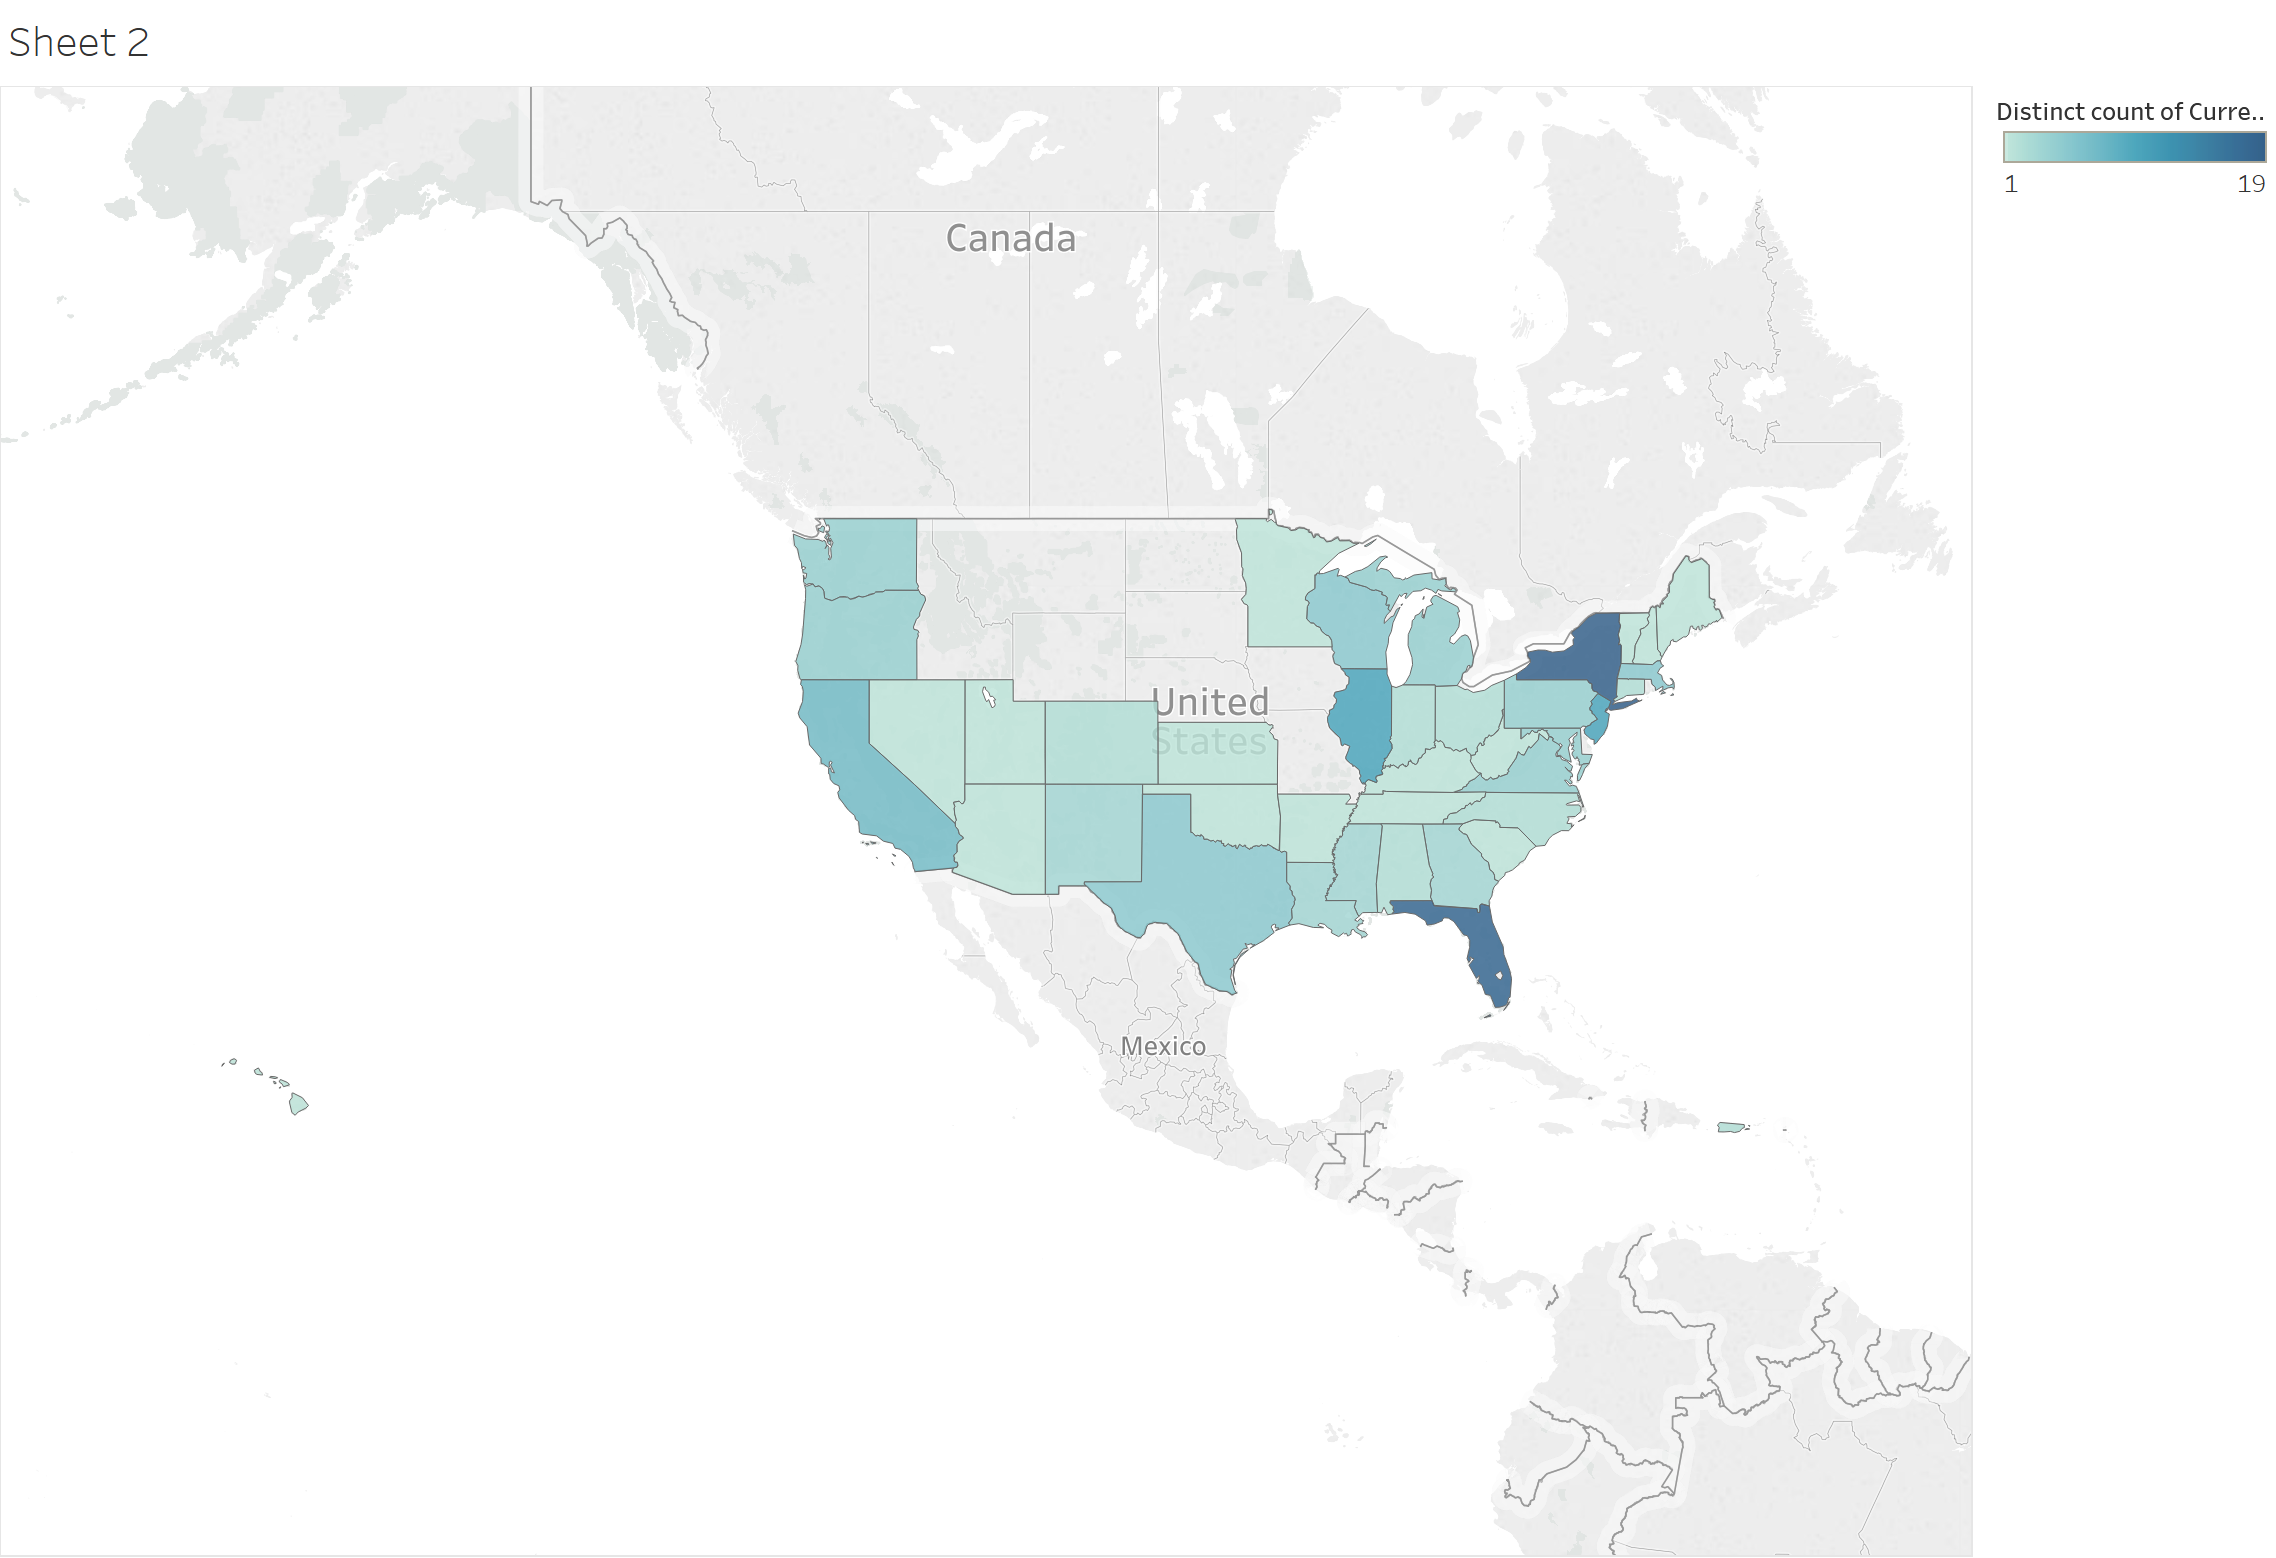 Sheet 2
Distinct count of Curre..
1 19
Canada
United
States
Mexico